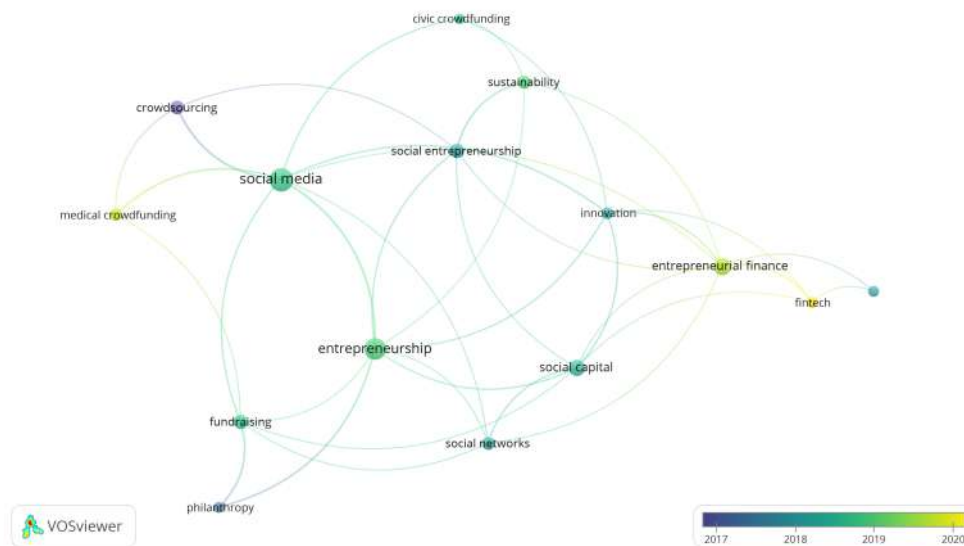 civic crowdfunding
sustainability
crowdsourcing
social entrepreneurship
social media
medical crowdfunding
innovation
entrepreneurial finance
fintech
entrepreneurship
social capital
fundraising
social networks
philanthropy
VOSviewer
2017 2018 2019 2020